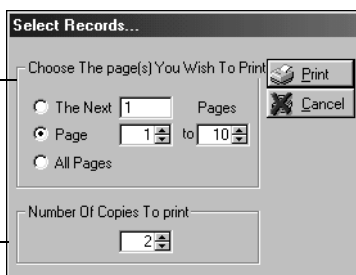 Select Records...
Choose The page(s) You Wish To Print
Print
The Next 1 Pages
Cancel
Page 1 to 10
All Pages
Number Of Copies To print
2